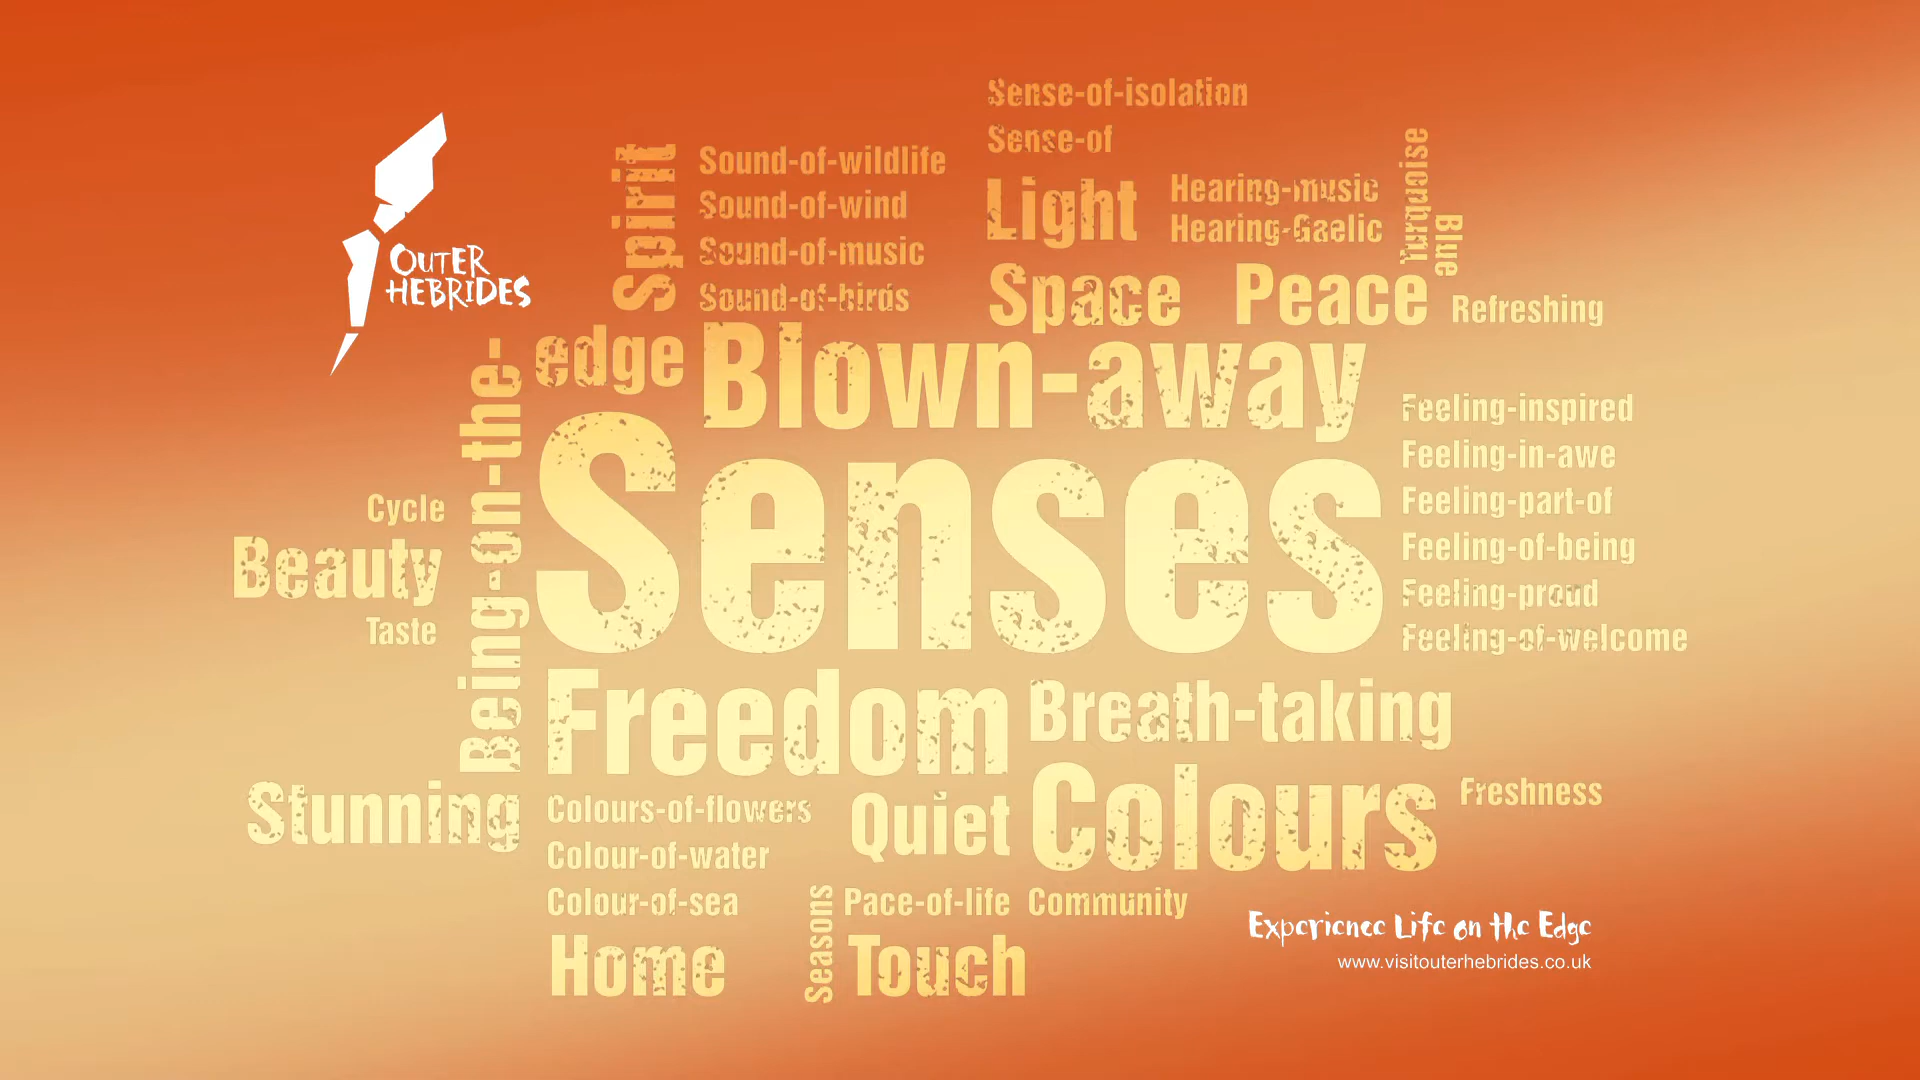 OUTER
HEBRIDES
Sense-of-isolation
Sense-of
Spirit
Sound-of-wildlife
Sound-of-wind
Sound-of-music
Sound-of-birds
Light
Hearing-music
Hearing-Gaelic
Turquoise
Blue
Space
Peace
Refreshing
Being-on-the-
edge
Blown-away
Senses
Feeling-inspired
Feeling-in-awe
Feeling-part-of
Feeling-of-being
Feeling-proud
Feeling-of-welcome
Cycle
Beauty
Taste
Freedom
Breath-taking
Stunning
Colours-of-flowers
Colour-of-water
Colour-of-sea
Quiet
Colours
Freshness
Seasons
Pace-of-life
Community
Home
Touch
Experience Life on the Edge
www.visitouterhebrides.co.uk